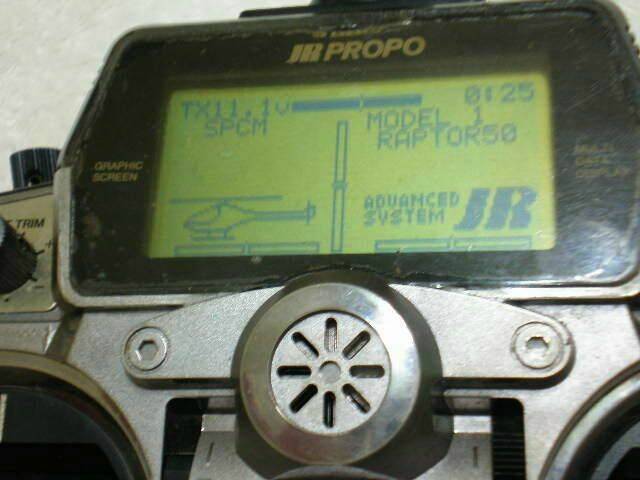 JR PROPO
TX11.1v 0:25
SPCM MODEL 1
RAPTOR50
GRAPHIC
SCREEN
MULTI
DATA
DISPLAY
ADVANCED
SYSTEM JR
TRIM